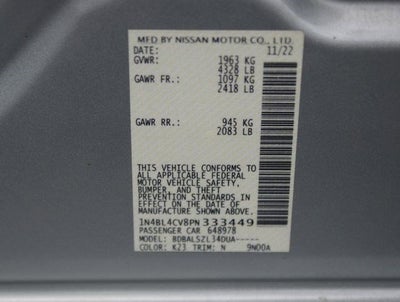 MFD BY NISSAN MOTOR CO., LTD.
DATE: 11/22
GVWR: 1963 KG
4328 LB
GAWR FR.: 1097 KG
2418 LB
GAWR RR.: 945 KG
2083 LB
THIS VEHICLE CONFORMS TO
ALL APPLICABLE FEDERAL
MOTOR VEHICLE SAFETY,
BUMPER, AND THEFT
PREVENTION STANDARDS
IN EFFECT ON THE DATE OF
MANUFACTURE SHOWN ABOVE.
1N4BL4CV8PN333449
PASSENGER CAR 648978
MODEL: BDBALSZL34DUA-----
COLOR: K23 TRIM: N 9N00A